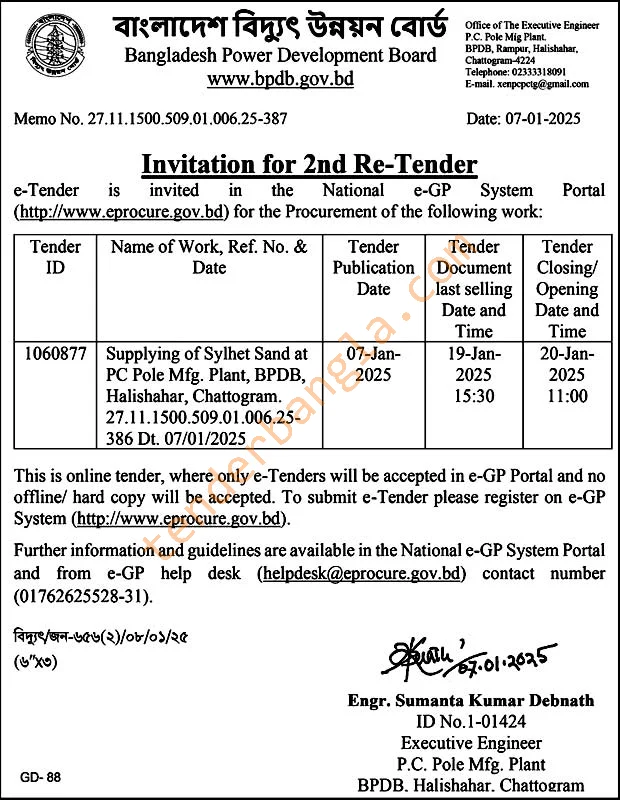 বাংলাদেশ বিদ্যুৎ উন্নয়ন বোর্ড
Bangladesh Power Development Board
www.bpdb.gov.bd
Office of The Executive Engineer
P.C. Pole Mfg Plant.
BPDB, Rampur, Halishahar,
Chattogram-4224
Telephone: 02333318091
E-mail. xenpcpctg@gmail.com
Memo No. 27.11.1500.509.01.006.25-387
Date: 07-01-2025
Invitation for 2nd Re-Tender
e-Tender is invited in the National e-GP System Portal
(http://www.eprocure.gov.bd) for the Procurement of the following work:
Tender
ID
Name of Work, Ref. No. &
Date
Tender
Publication
Date
Tender
Document
last selling
Date and
Time
Tender
Closing/
Opening
Date and
Time
1060877
Supplying of Sylhet Sand at
PC Pole Mfg. Plant, BPDB,
Halishahar, Chattogram.
27.11.1500.509.01.006.25-
386 Dt. 07/01/2025
07-Jan-
2025
19-Jan-
2025
15:30
20-Jan-
2025
11:00
This is online tender, where only e-Tenders will be accepted in e-GP Portal and no
offline/ hard copy will be accepted. To submit e-Tender please register on e-GP
System (http://www.eprocure.gov.bd).
Further information and guidelines are available in the National e-GP System Portal
and from e-GP help desk (helpdesk@eprocure.gov.bd) contact number
(01762625528-31).
বিদ্যুৎ/জন-৬৫৬(২)/০৮/০১/২৫
(৬"x৩)
07.01.2025
Engr. Sumanta Kumar Debnath
ID No.1-01424
Executive Engineer
P.C. Pole Mfg. Plant
BPDB, Halishahar, Chattogram
GD- 88
tenderbangla.com